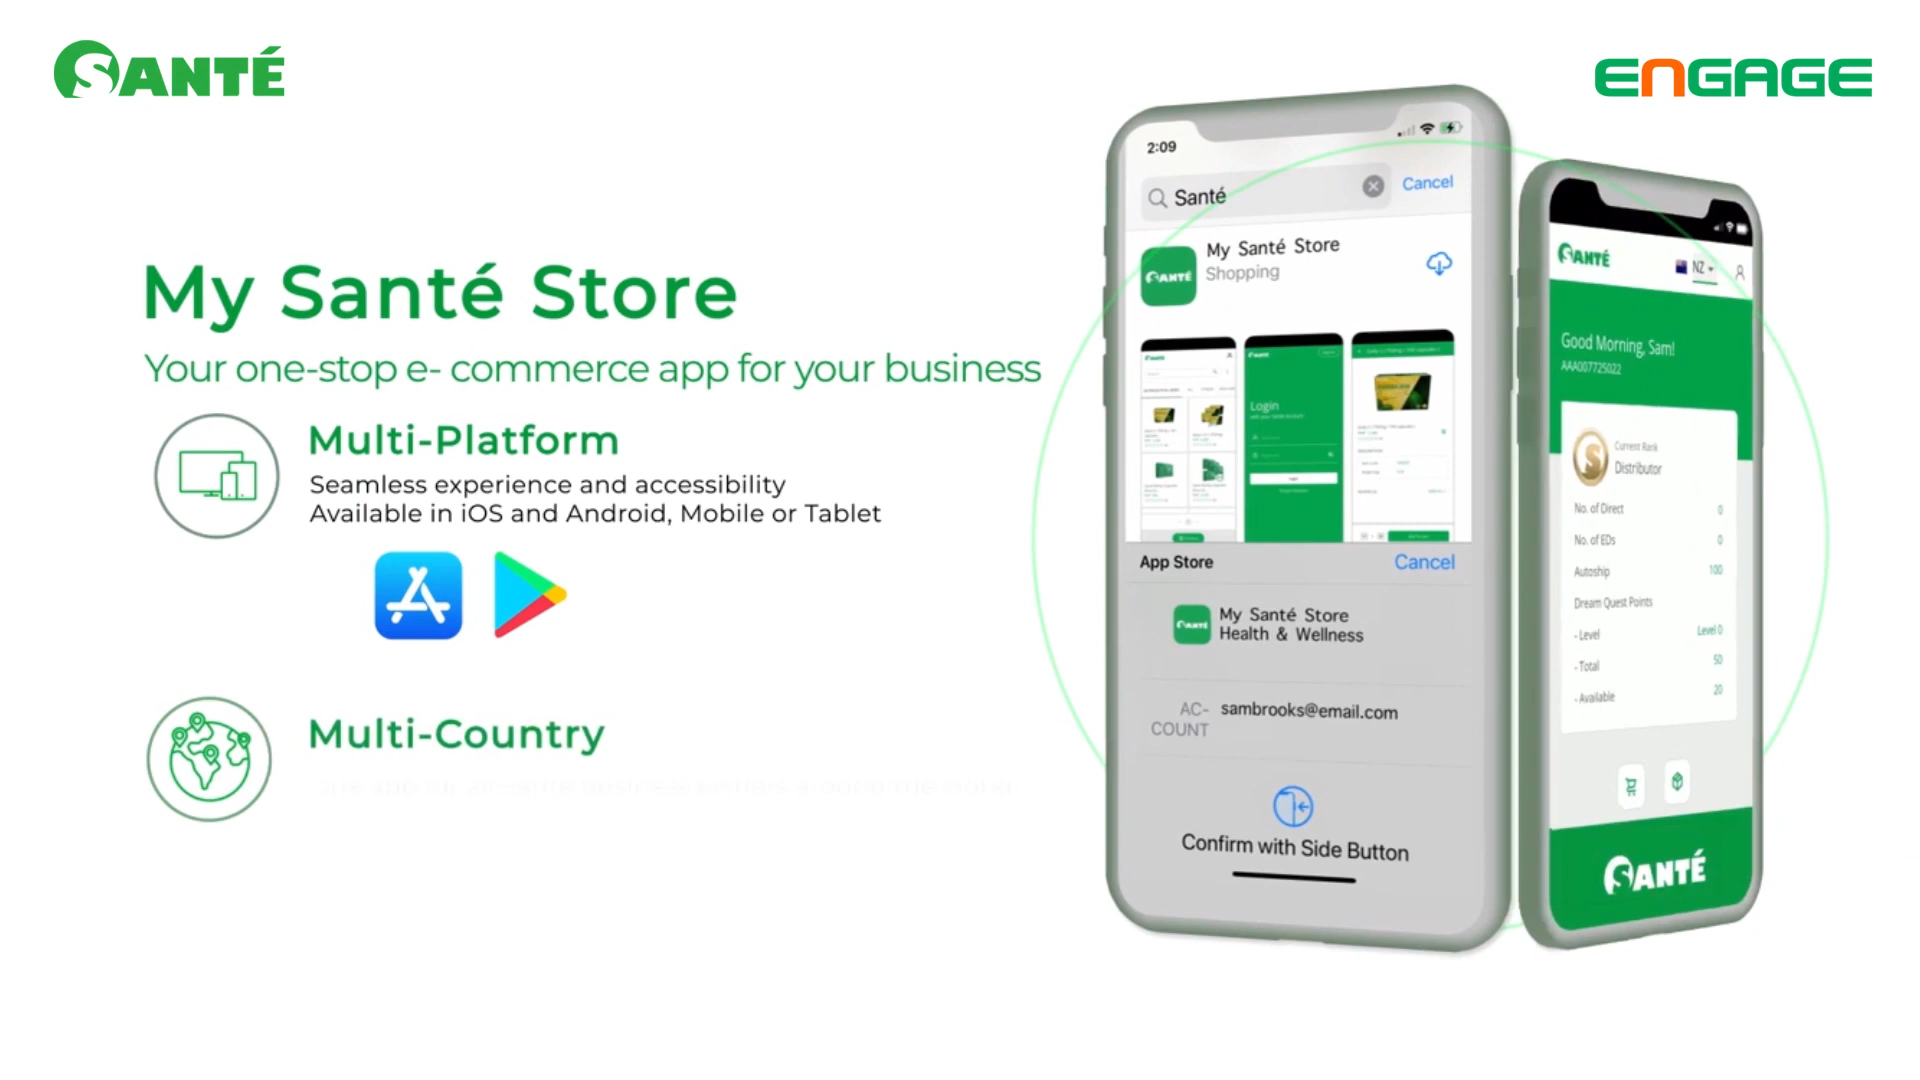 SANTÉ
ENGAGE
My Santé Store
Your one-stop e- commerce app for your business
Multi-Platform
Seamless experience and accessibility
Available in iOS and Android, Mobile or Tablet
Multi-Country
2:09
Santé
Cancel
SANTÉ
My Santé Store
Shopping
Login
App Store
Cancel
SANTÉ
My Santé Store
Health & Wellness
AC-
COUNT
sambrooks@email.com
Confirm with Side Button
SANTÉ
NZ
Good Morning, Sam!
AAA007725022
Current Rank
Distributor
No. of Direct 0
No. of EDs 0
Autoship 100
Dream Quest Points
- Level Level 0
- Total 50
- Available 20
SANTÉ